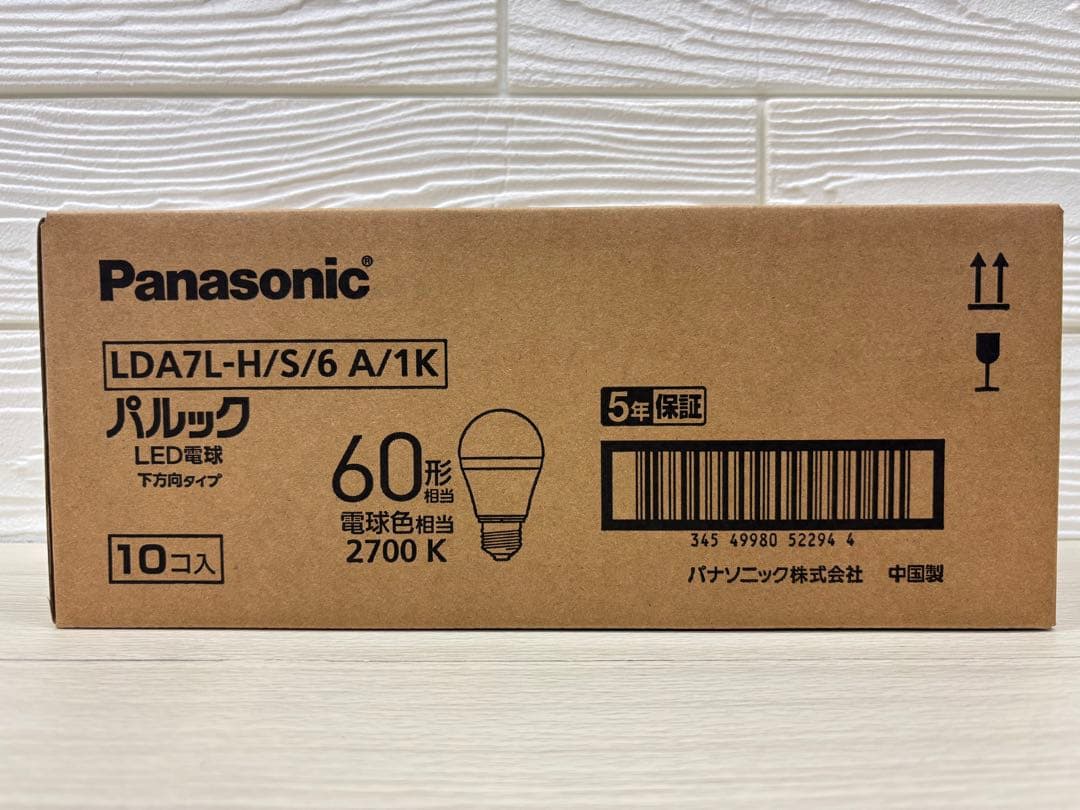 Panasonic®
LDA7L-H/S/6 A/1K
パルック
LED電球
下方向タイプ
10コ入
60形相当
電球色相当
2700 K
5年保証
345 49980 52294 4
パナソニック株式会社 中国製